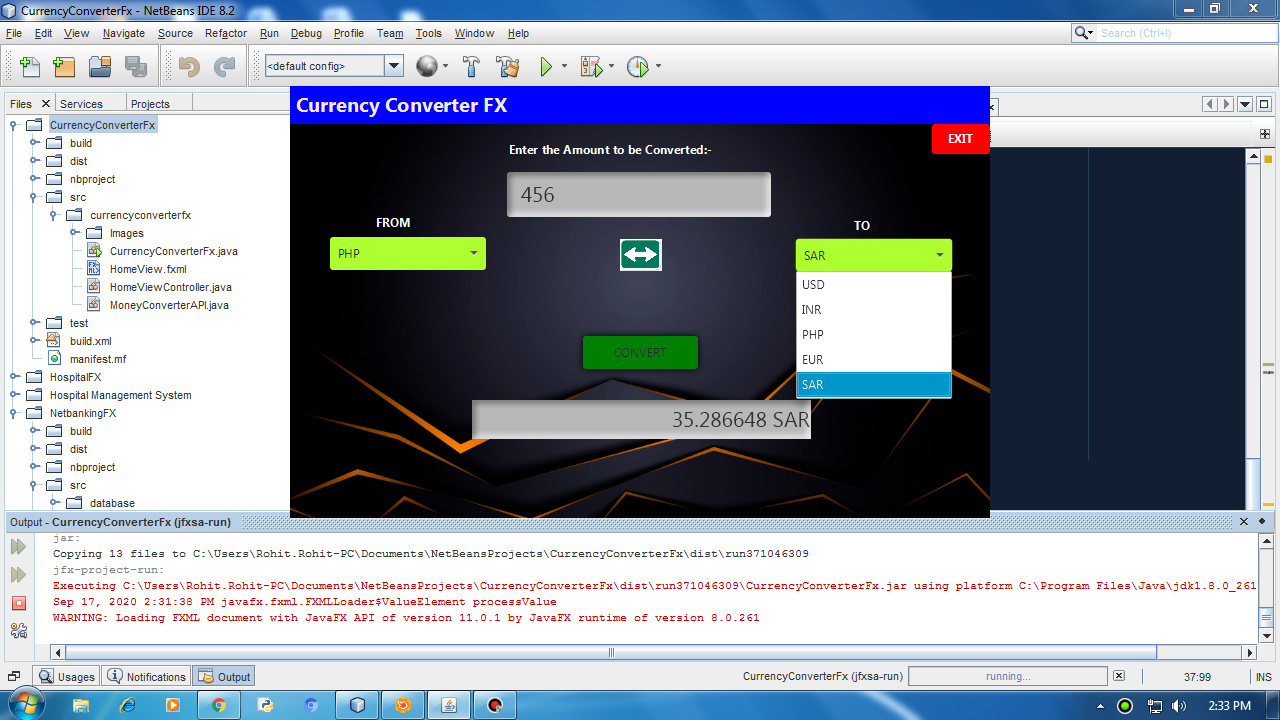 CurrencyConverterFx - NetBeans IDE 8.2
File Edit View Navigate Source Refactor Run Debug Profile Team Tools Window Help
Search (Ctrl+I)
<default config>
Files Services Projects
CurrencyConverterFx
build
dist
nbproject
src
currencyconverterfx
Images
CurrencyConverterFx.java
HomeView.fxml
HomeViewController.java
MoneyConverterAPI.java
test
build.xml
manifest.mf
HospitalFX
Hospital Management System
NetbankingFX
build
dist
nbproject
src
database
Currency Converter FX
EXIT
Enter the Amount to be Converted:-
456
FROM
PHP
TO
SAR
USD
INR
PHP
EUR
SAR
CONVERT
35.286648 SAR
Output - CurrencyConverterFx (jfxsa-run)
jar:
Copying 13 files to C:\Users\Rohit.Rohit-PC\Documents\NetBeansProjects\CurrencyConverterFx\dist\run371046309
jfx-project-run:
Executing C:\Users\Rohit.Rohit-PC\Documents\NetBeansProjects\CurrencyConverterFx\dist\run371046309\CurrencyConverterFx.jar using platform C:\Program Files\Java\jdk1.8.0_261
Sep 17, 2020 2:31:38 PM javafx.fxml.FXMLLoader$ValueElement processValue
WARNING: Loading FXML document with JavaFX API of version 11.0.1 by JavaFX runtime of version 8.0.261
Usages Notifications Output
CurrencyConverterFx (jfxsa-run) running... 37:99 INS
2:33 PM